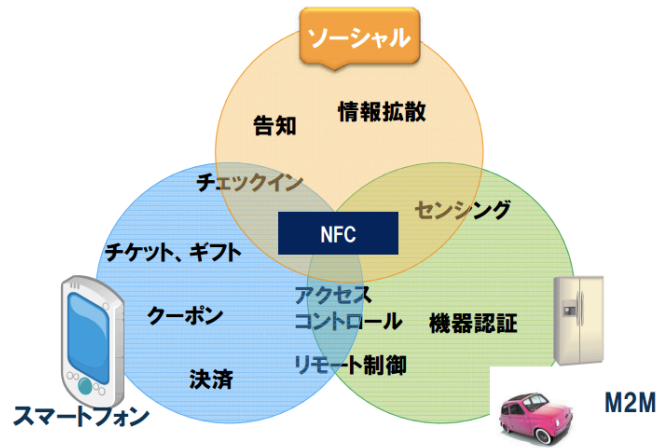 ソーシャル
告知
情報拡散
チェックイン
センシング
NFC
チケット、ギフト
アクセス
コントロール
クーポン
機器認証
リモート制御
決済
スマートフォン
M2M